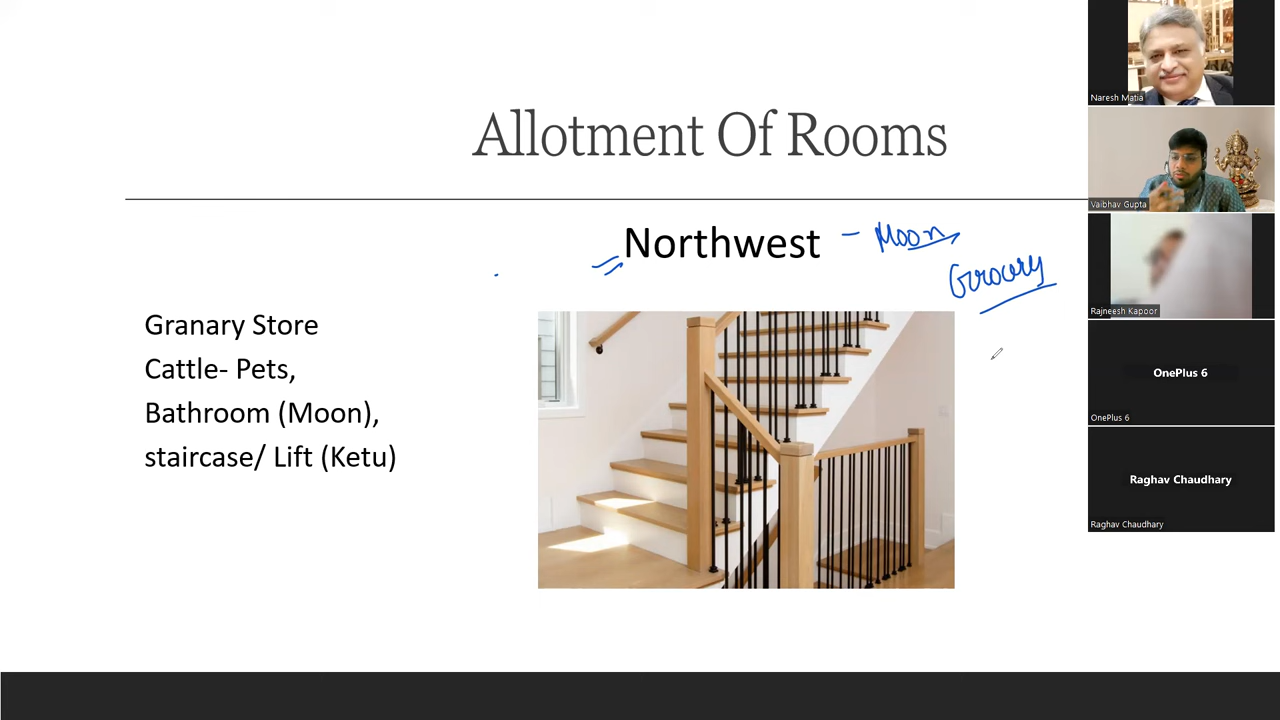 Allotment Of Rooms
Northwest – Moon
Grocery
Granary Store
Cattle- Pets,
Bathroom (Moon),
staircase/ Lift (Ketu)
Naresh Matia
Vaibhav Gupta
Rajneesh Kapoor
OnePlus 6
OnePlus 6
Raghav Chaudhary
Raghav Chaudhary